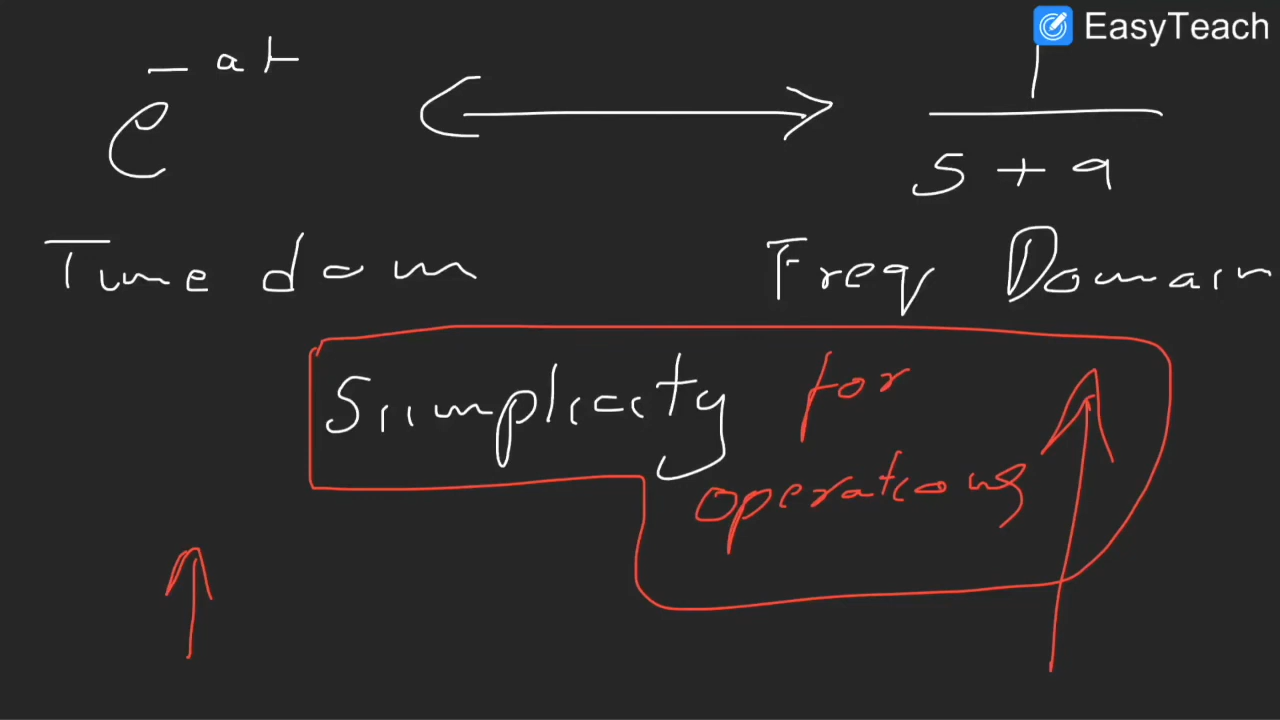 EasyTeach
e^-at ⟷ 1/(s+a)
Time dom Freq Domain
Simplicity for
operations